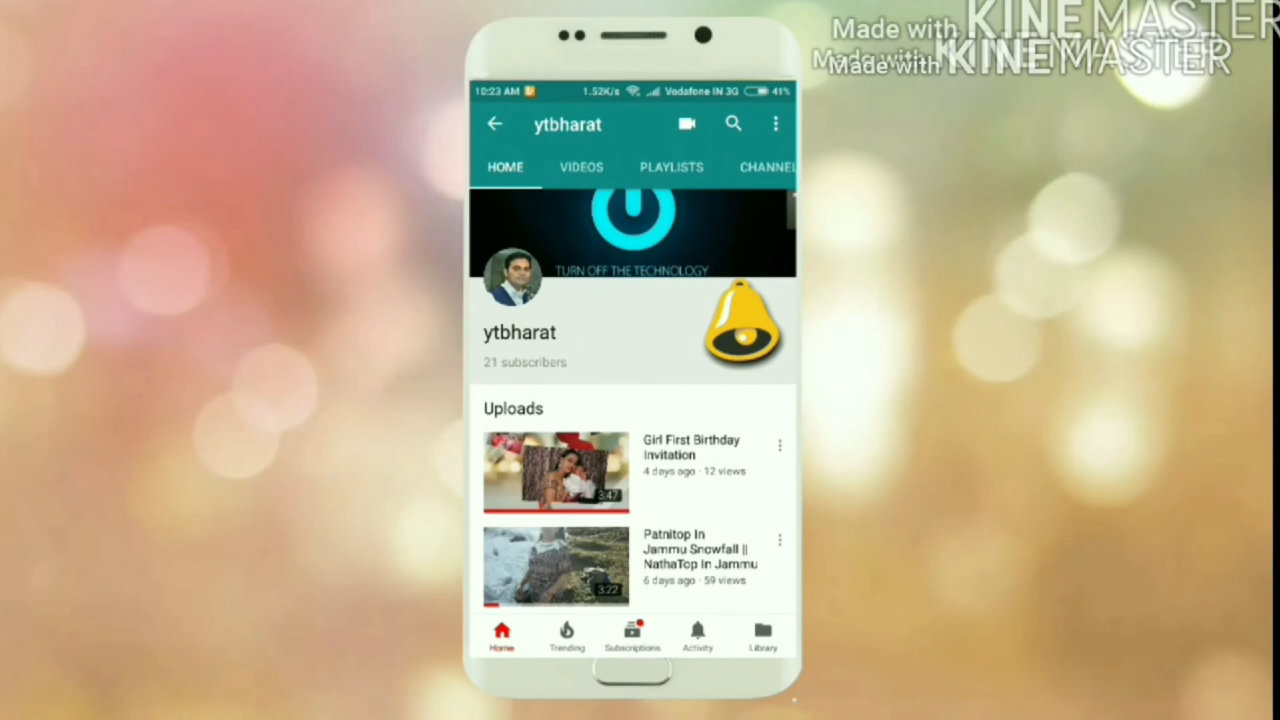 Made with KINEMASTER
Made with KINEMASTER
Made with KINEMASTER
10:23 AM 1.52K/s Vodafone IN 3G 41%
ytbharat
HOME VIDEOS PLAYLISTS CHANNEL
TURN OFF THE TECHNOLOGY
ytbharat
21 subscribers
Uploads
Girl First Birthday
Invitation
4 days ago · 12 views
3:47
Patnitop In
Jammu Snowfall ||
NathaTop In Jammu
6 days ago · 59 views
3:22
Home Trending Subscriptions Activity Library